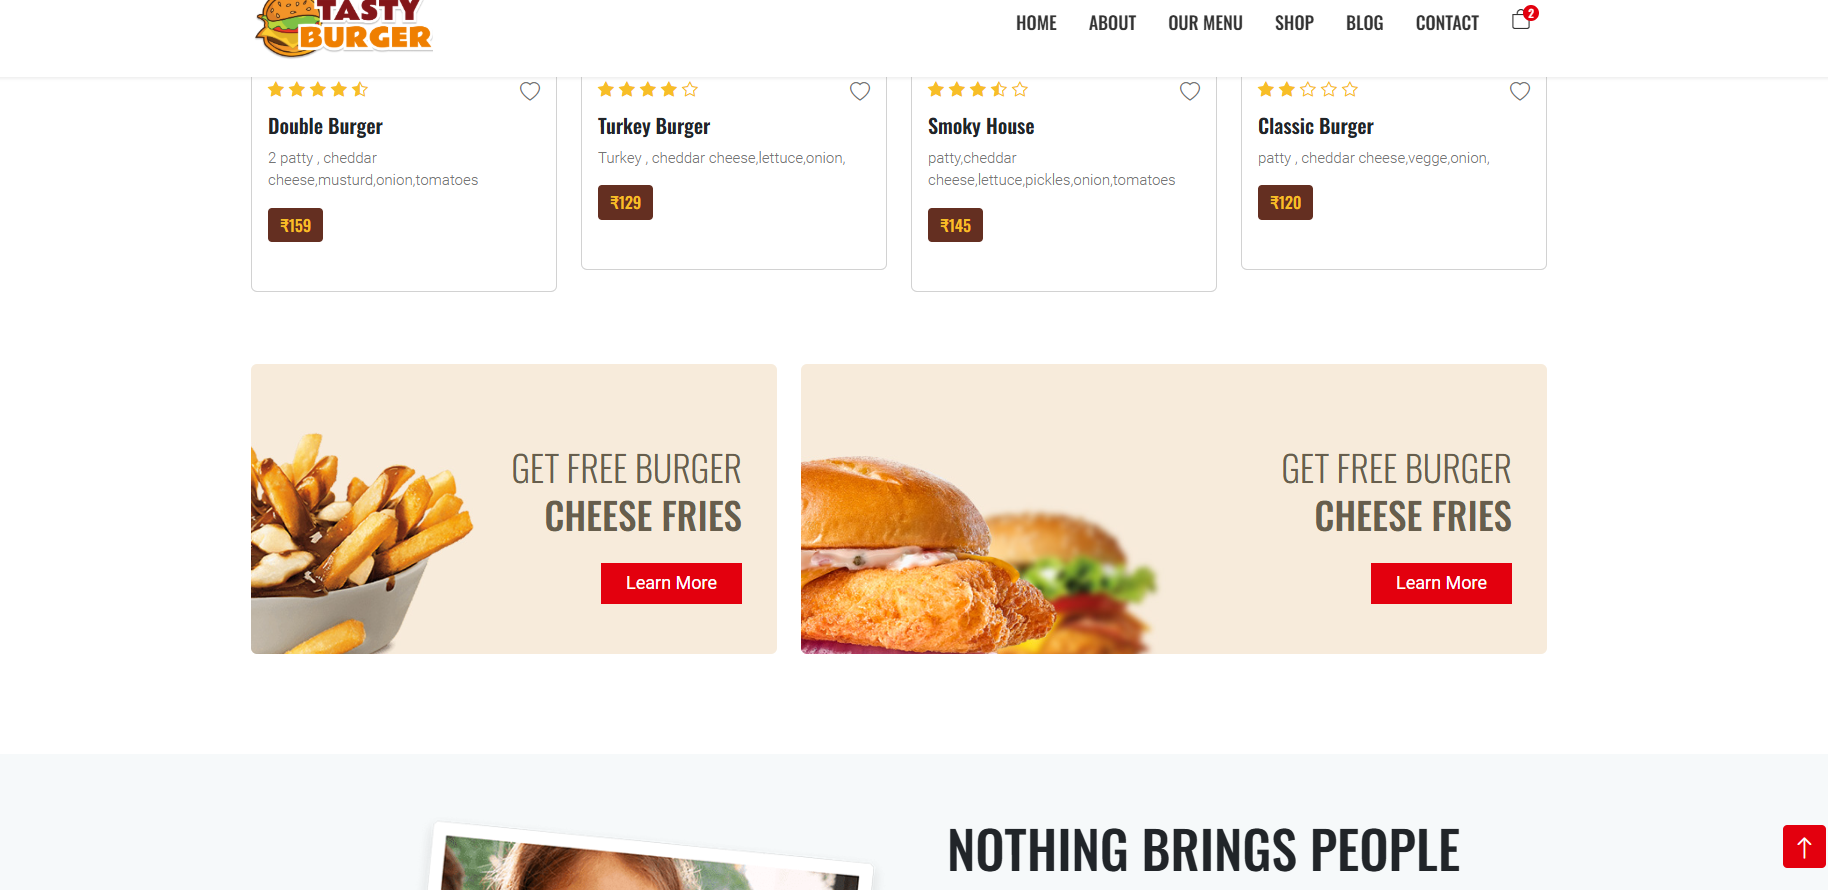 TASTY
BURGER
HOME ABOUT OUR MENU SHOP BLOG CONTACT 2
Double Burger
2 patty , cheddar
cheese,musturd,onion,tomatoes
₹159
Turkey Burger
Turkey , cheddar cheese,lettuce,onion,
₹129
Smoky House
patty,cheddar
cheese,lettuce,pickles,onion,tomatoes
₹145
Classic Burger
patty , cheddar cheese,vegge,onion,
₹120
GET FREE BURGER
CHEESE FRIES
Learn More
GET FREE BURGER
CHEESE FRIES
Learn More
NOTHING BRINGS PEOPLE